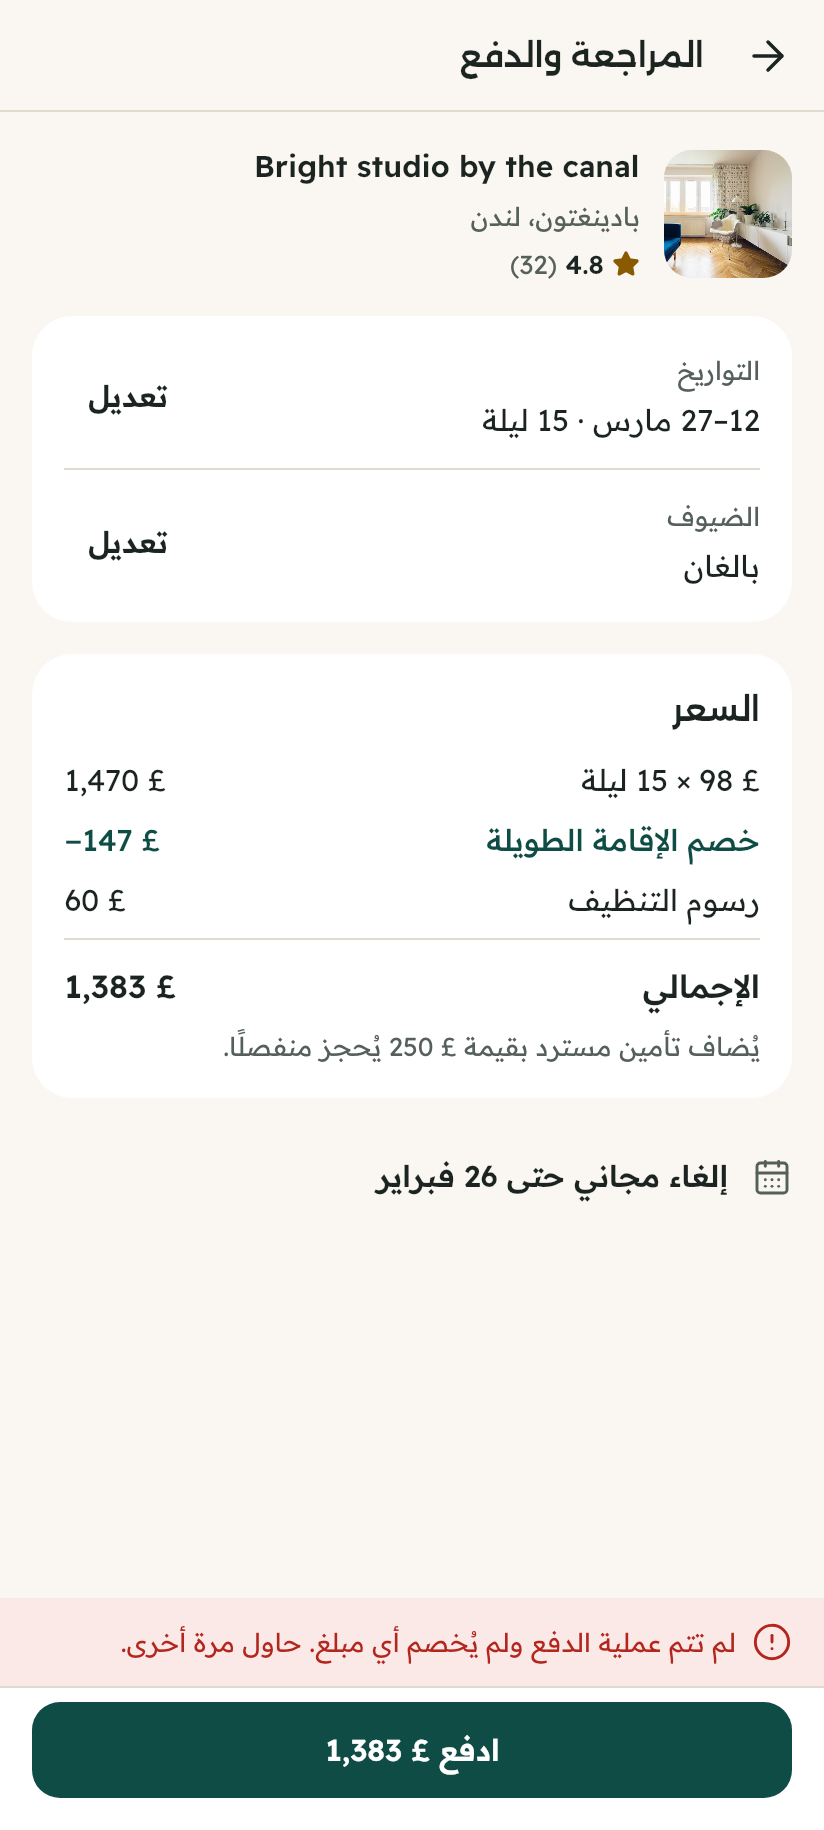 المراجعة والدفع
Bright studio by the canal
بادينغتون، لندن
4.8 (32)
التواريخ
12–27 مارس · 15 ليلة
تعديل
الضيوف
بالغان
تعديل
السعر
£ 98 × 15 ليلة
£ 1,470
خصم الإقامة الطويلة
£ 147−
رسوم التنظيف
£ 60
الإجمالي
£ 1,383
يُضاف تأمين مسترد بقيمة £ 250 يُحجز منفصلًا.
إلغاء مجاني حتى 26 فبراير
لم تتم عملية الدفع ولم يُخصم أي مبلغ. حاول مرة أخرى.
ادفع £ 1,383